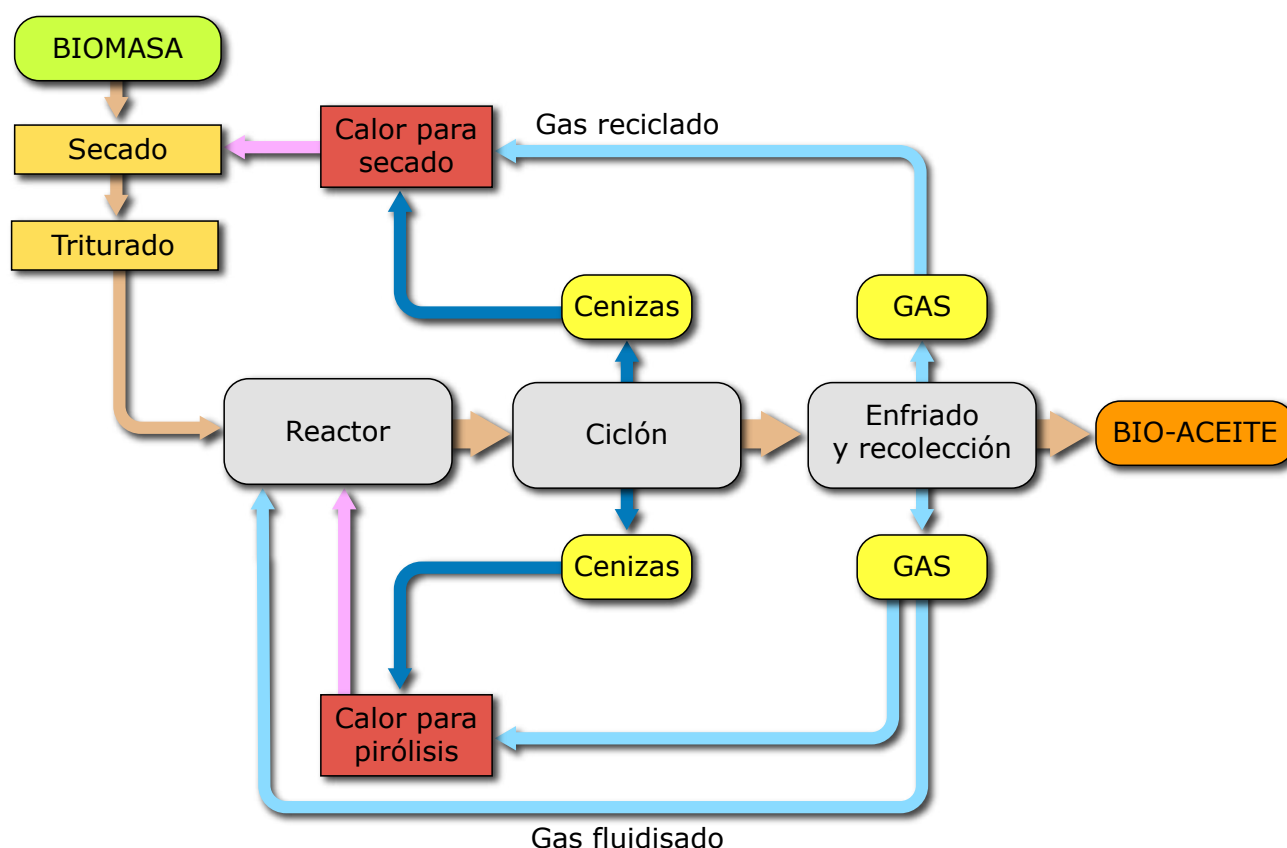 BIOMASA
Secado
Calor para
secado
Gas reciclado
Triturado
Cenizas
GAS
Reactor
Ciclón
Enfriado
y recolección
BIO-ACEITE
Cenizas
GAS
Calor para
pirólisis
Gas fluidisado